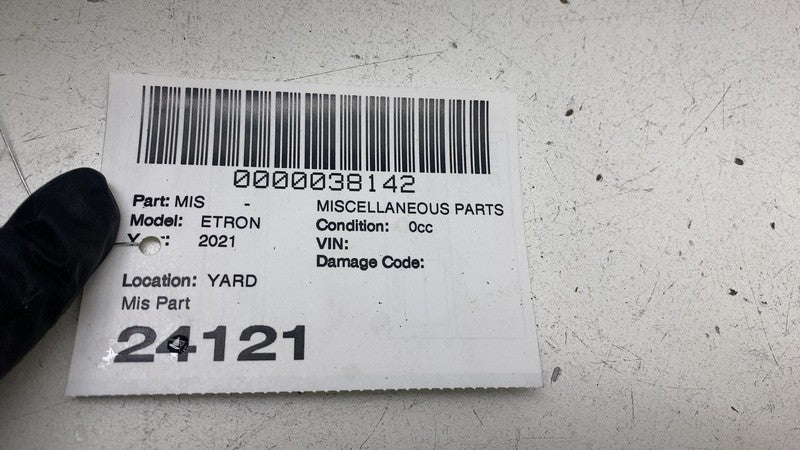 0000038142
Part: MIS - MISCELLANEOUS PARTS
Model: ETRON Condition: 0cc
2021 VIN:
Damage Code:
Location: YARD
Mis Part
24121